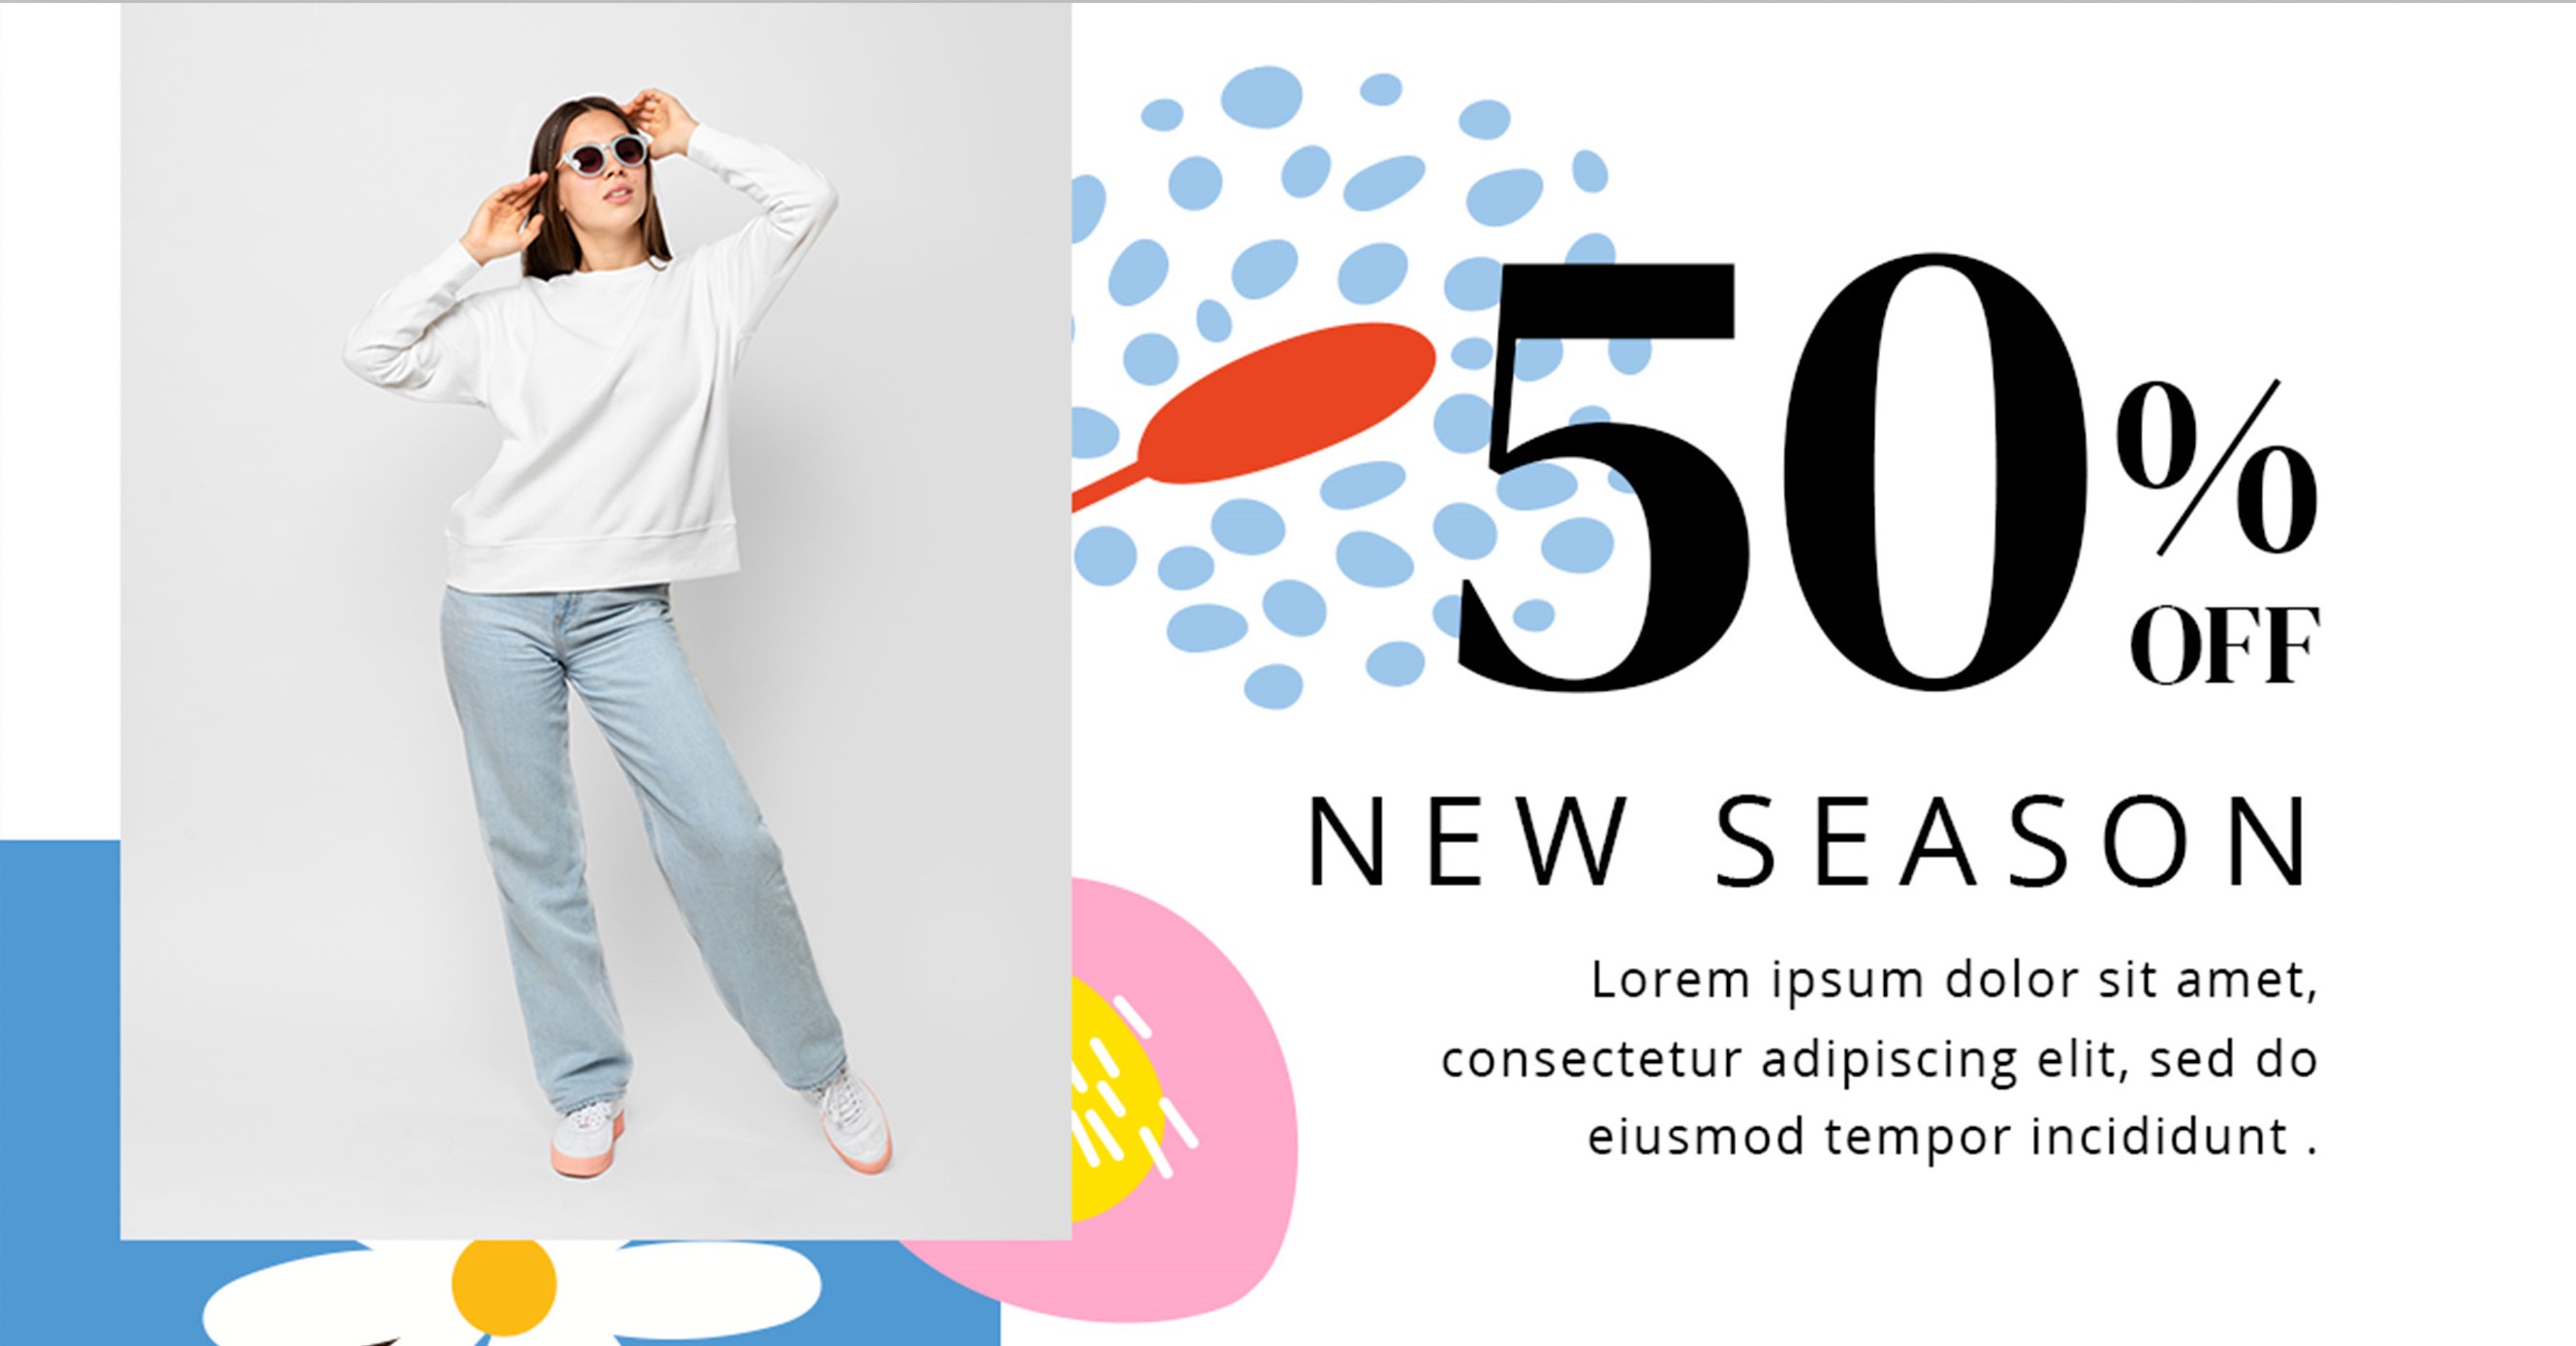 50%
OFF
NEW SEASON
Lorem ipsum dolor sit amet,
consectetur adipiscing elit, sed do
eiusmod tempor incididunt .